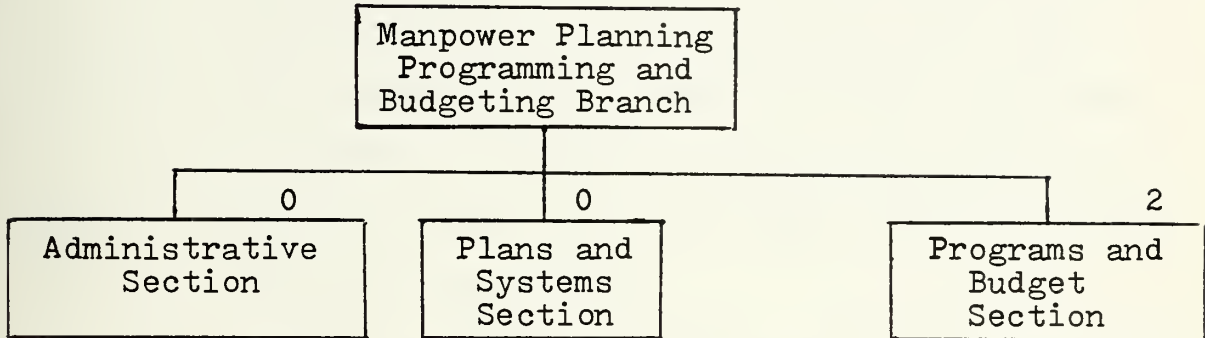 Manpower Planning
Programming and
Budgeting Branch
0
0
2
Administrative
Section
Plans and
Systems
Section
Programs and
Budget
Section